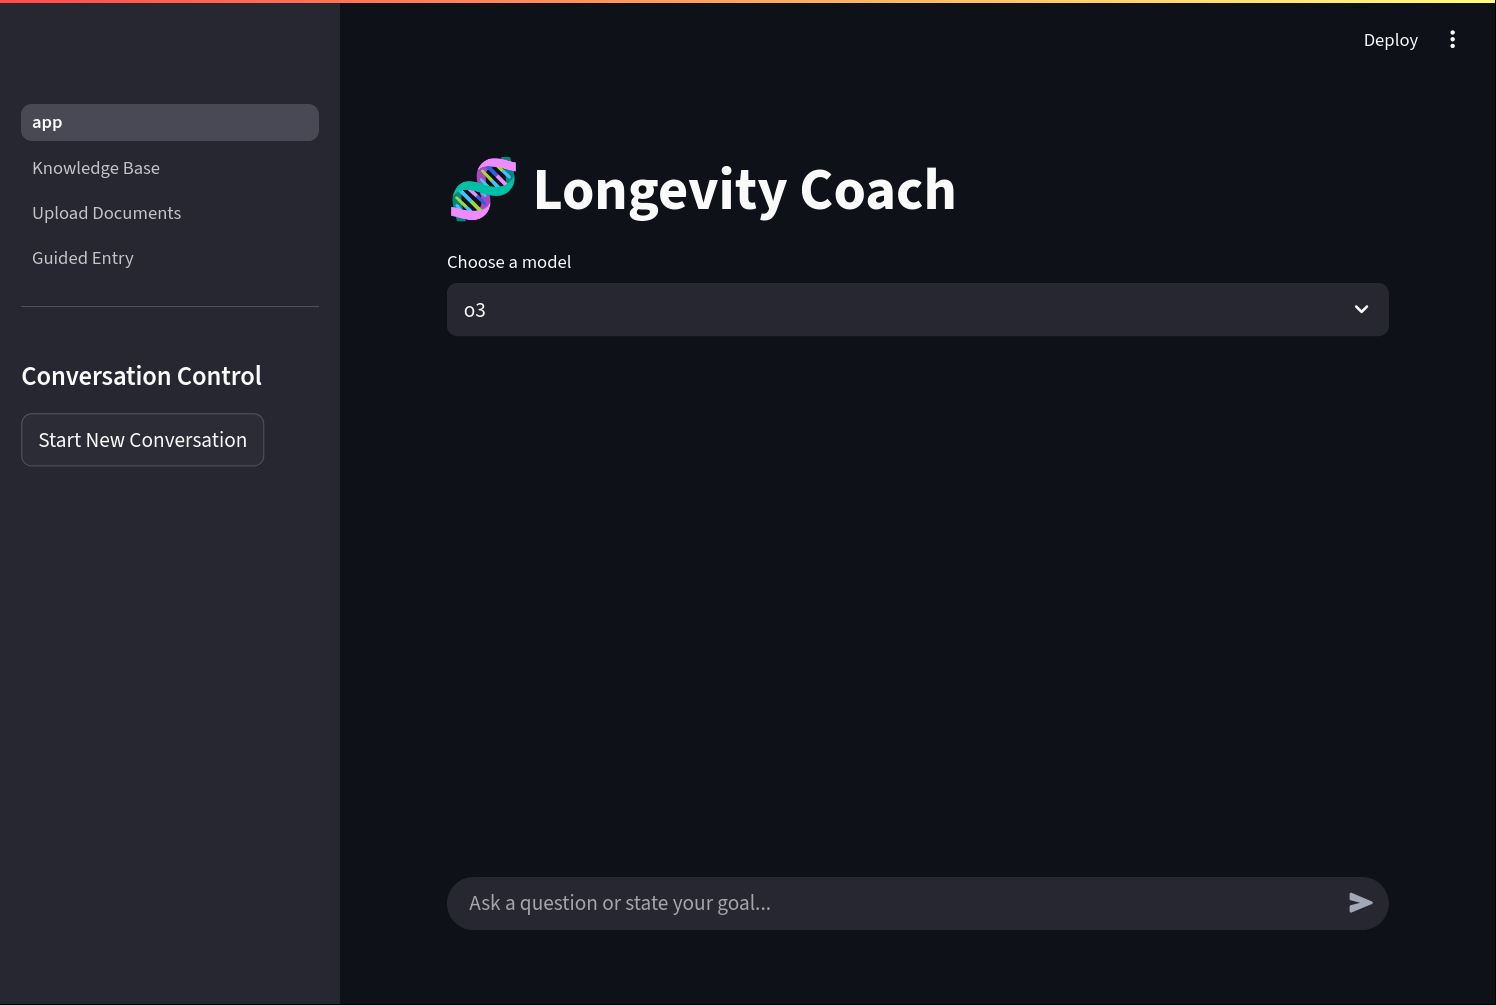 Deploy
app
Knowledge Base
Upload Documents
Guided Entry
Conversation Control
Start New Conversation
Longevity Coach
Choose a model
o3
Ask a question or state your goal...